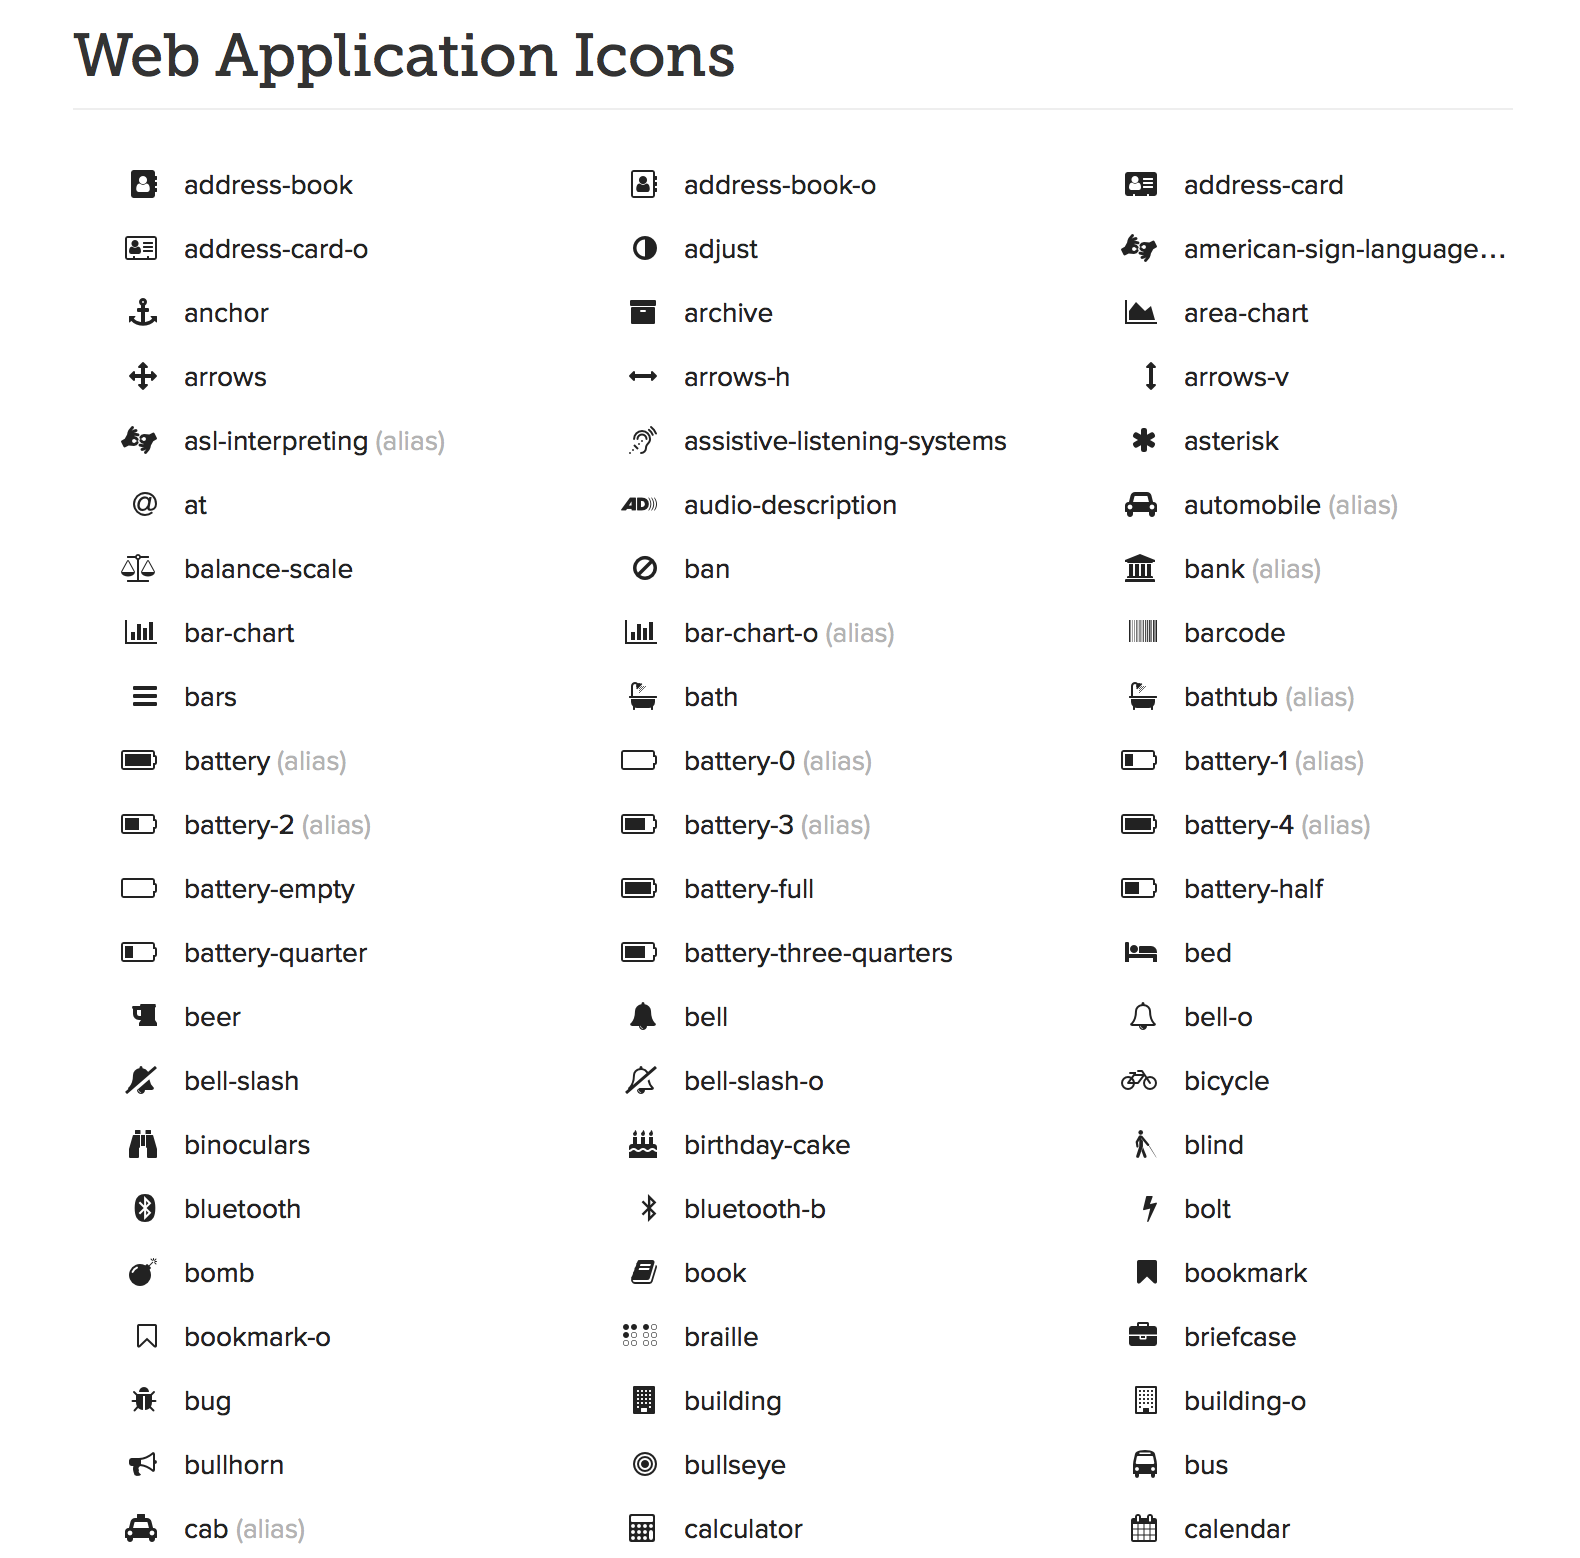 Web Application Icons
address-book address-book-o address-card
address-card-o adjust american-sign-language...
anchor archive area-chart
arrows arrows-h arrows-v
asl-interpreting (alias) assistive-listening-systems asterisk
@ at AD audio-description automobile (alias)
balance-scale ban bank (alias)
bar-chart bar-chart-o (alias) barcode
bars bath bathtub (alias)
battery (alias) battery-0 (alias) battery-1 (alias)
battery-2 (alias) battery-3 (alias) battery-4 (alias)
battery-empty battery-full battery-half
battery-quarter battery-three-quarters bed
beer bell bell-o
bell-slash bell-slash-o bicycle
binoculars birthday-cake blind
bluetooth bluetooth-b bolt
bomb book bookmark
bookmark-o braille briefcase
bug building building-o
bullhorn bullseye bus
cab (alias) calculator calendar